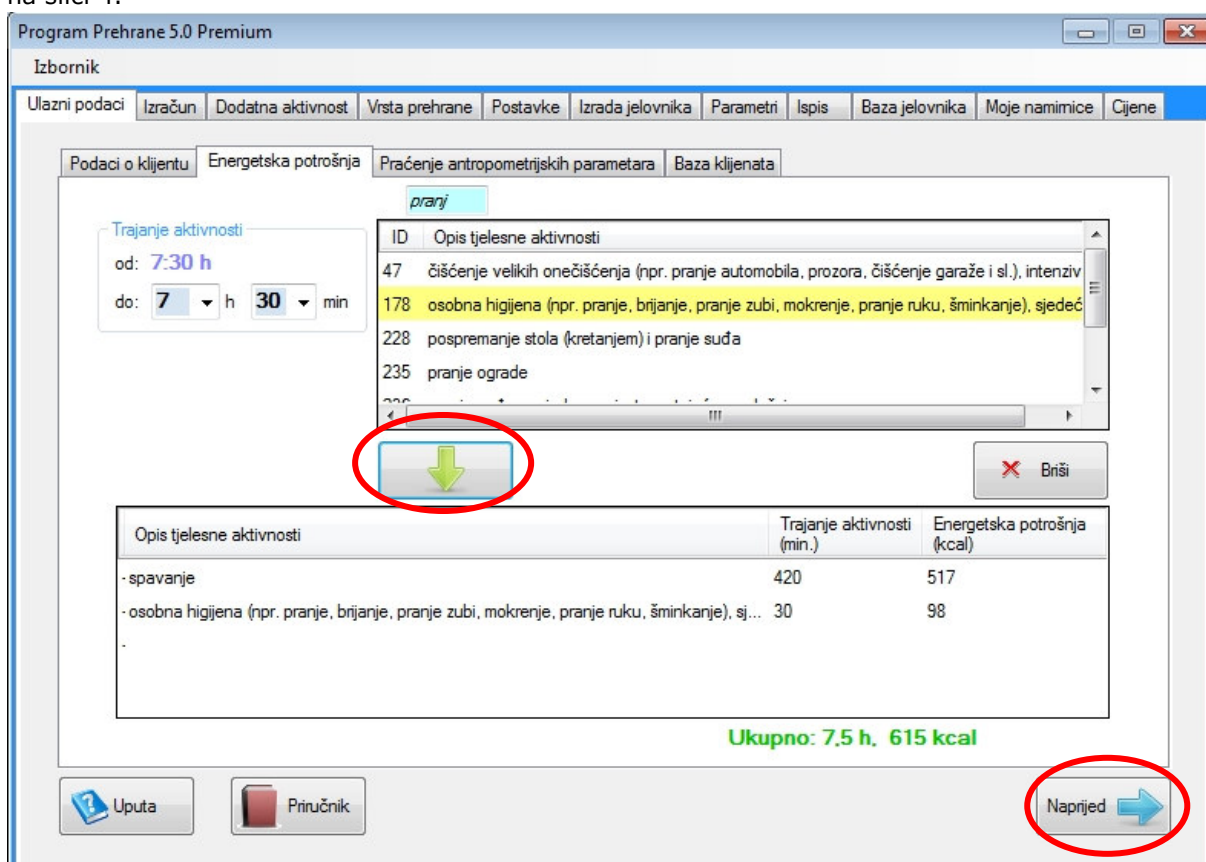 na slici 4.
Program Prehrane 5.0 Premium
Izbornik
Ulazni podaci Izračun Dodatna aktivnost Vrsta prehrane Postavke Izrada jelovnika Parametri Ispis Baza jelovnika Moje namirnice Cijene
Podaci o klijentu Energetska potrošnja Praćenje antropometrijskih parametara Baza klijenata
pranj
Trajanje aktivnosti
od: 7:30 h
do: 7 h 30 min
ID Opis tjelesne aktivnosti
47 čišćenje velikih onečišćenja (npr. pranje automobila, prozora, čišćenje garaže i sl.), intenziv
178 osobna higijena (npr. pranje, brijanje, pranje zubi, mokrenje, pranje ruku, šminkanje), sjedeć
228 pospremanje stola (kretanjem) i pranje suđa
235 pranje ograde
Briši
Opis tjelesne aktivnosti Trajanje aktivnosti (min.) Energetska potrošnja (kcal)
- spavanje 420 517
- osobna higijena (npr. pranje, brijanje, pranje zubi, mokrenje, pranje ruku, šminkanje), sj... 30 98
-
Ukupno: 7,5 h, 615 kcal
Uputa Priručnik Naprijed